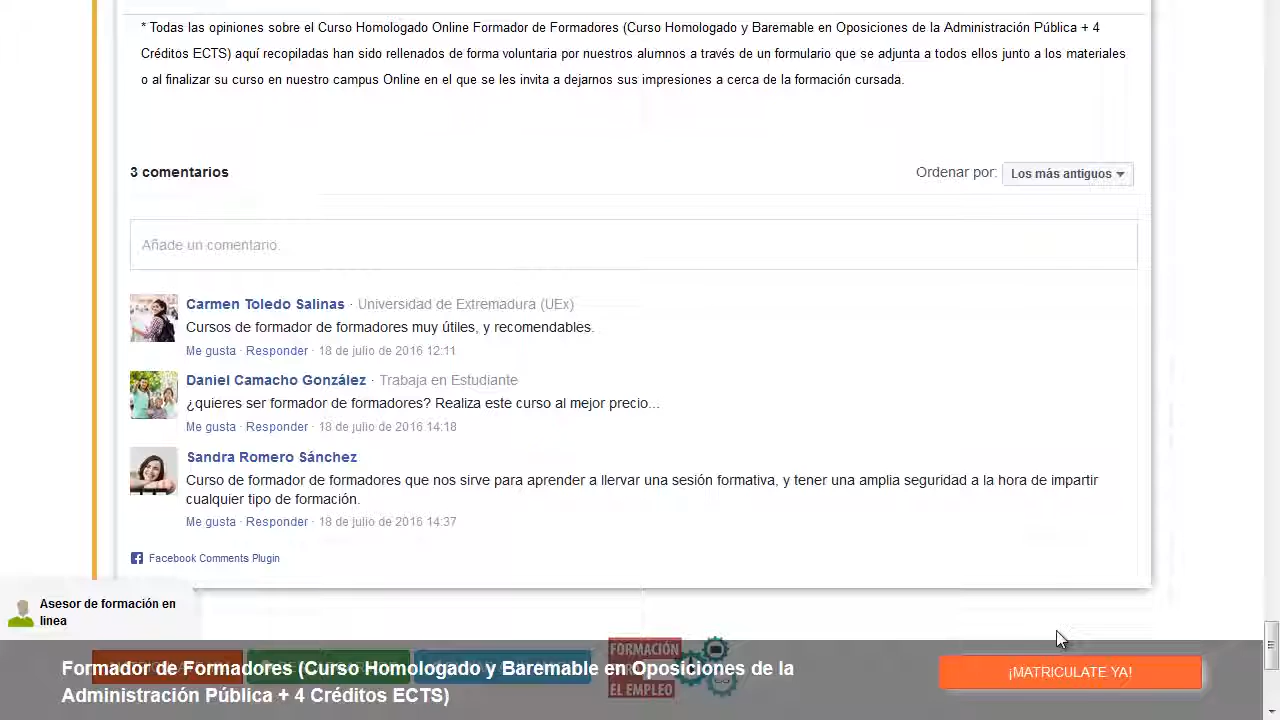 * Todas las opiniones sobre el Curso Homologado Online Formador de Formadores (Curso Homologado y Baremable en Oposiciones de la Administración Pública + 4
Créditos ECTS) aquí recopiladas han sido rellenados de forma voluntaria por nuestros alumnos a través de un formulario que se adjunta a todos ellos junto a los materiales
o al finalizar su curso en nuestro campus Online en el que se les invita a dejarnos sus impresiones a cerca de la formación cursada.
3 comentarios
Ordenar por: Los más antiguos
Añade un comentario.
Carmen Toledo Salinas · Universidad de Extremadura (UEx)
Cursos de formador de formadores muy útiles, y recomendables.
Me gusta · Responder · 18 de julio de 2016 12:11
Daniel Camacho González · Trabaja en Estudiante
¿quieres ser formador de formadores? Realiza este curso al mejor precio...
Me gusta · Responder · 18 de julio de 2016 14:18
Sandra Romero Sánchez
Curso de formador de formadores que nos sirve para aprender a llervar una sesión formativa, y tener una amplia seguridad a la hora de impartir
cualquier tipo de formación.
Me gusta · Responder · 18 de julio de 2016 14:37
Facebook Comments Plugin
Asesor de formación en
linea
FORMACIÓN
EL EMPLEO
Formador de Formadores (Curso Homologado y Baremable en Oposiciones de la
Administración Pública + 4 Créditos ECTS)
¡MATRICULATE YA!